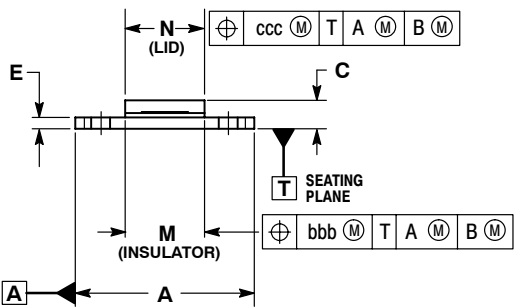 N
(LID)
⌖ ccc Ⓜ T A Ⓜ B Ⓜ
E
C
T
SEATING
PLANE
M
(INSULATOR)
⌖ bbb Ⓜ T A Ⓜ B Ⓜ
A
A